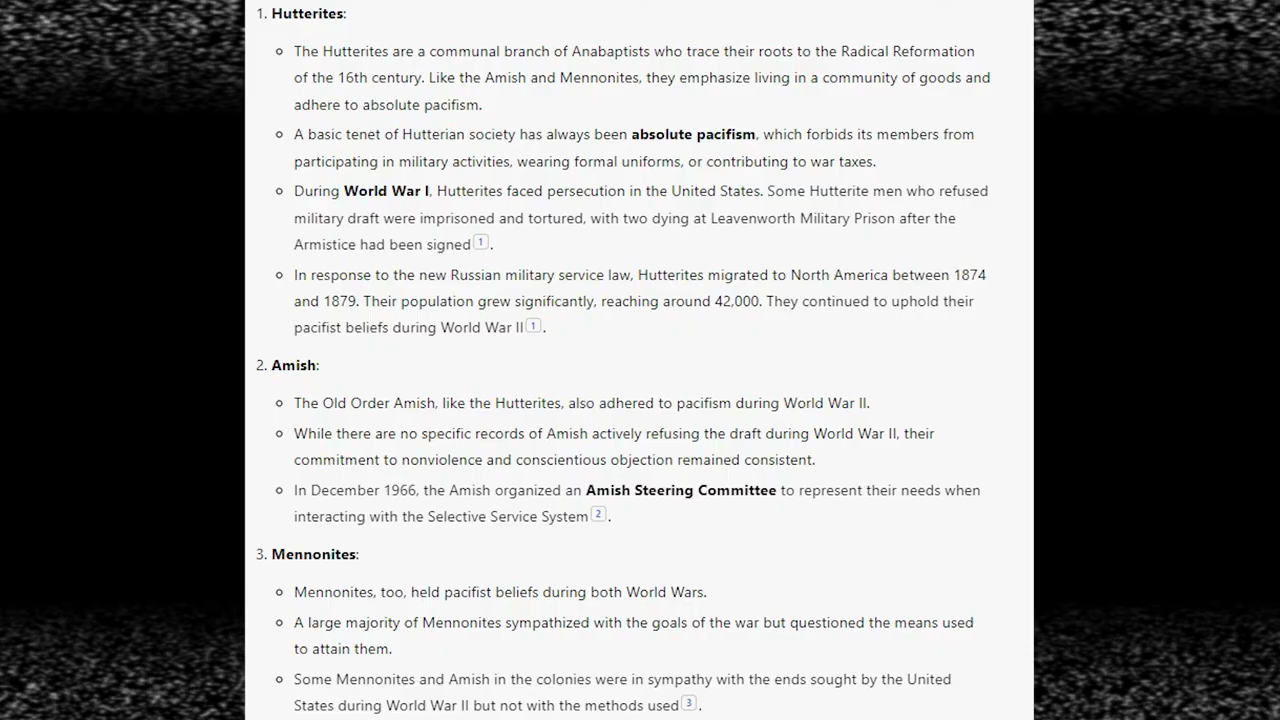 1. Hutterites:
The Hutterites are a communal branch of Anabaptists who trace their roots to the Radical Reformation
of the 16th century. Like the Amish and Mennonites, they emphasize living in a community of goods and
adhere to absolute pacifism.
A basic tenet of Hutterian society has always been absolute pacifism, which forbids its members from
participating in military activities, wearing formal uniforms, or contributing to war taxes.
During World War I, Hutterites faced persecution in the United States. Some Hutterite men who refused
military draft were imprisoned and tortured, with two dying at Leavenworth Military Prison after the
Armistice had been signed 1.
In response to the new Russian military service law, Hutterites migrated to North America between 1874
and 1879. Their population grew significantly, reaching around 42,000. They continued to uphold their
pacifist beliefs during World War II 1.
2. Amish:
The Old Order Amish, like the Hutterites, also adhered to pacifism during World War II.
While there are no specific records of Amish actively refusing the draft during World War II, their
commitment to nonviolence and conscientious objection remained consistent.
In December 1966, the Amish organized an Amish Steering Committee to represent their needs when
interacting with the Selective Service System 2.
3. Mennonites:
Mennonites, too, held pacifist beliefs during both World Wars.
A large majority of Mennonites sympathized with the goals of the war but questioned the means used
to attain them.
Some Mennonites and Amish in the colonies were in sympathy with the ends sought by the United
States during World War II but not with the methods used 3.